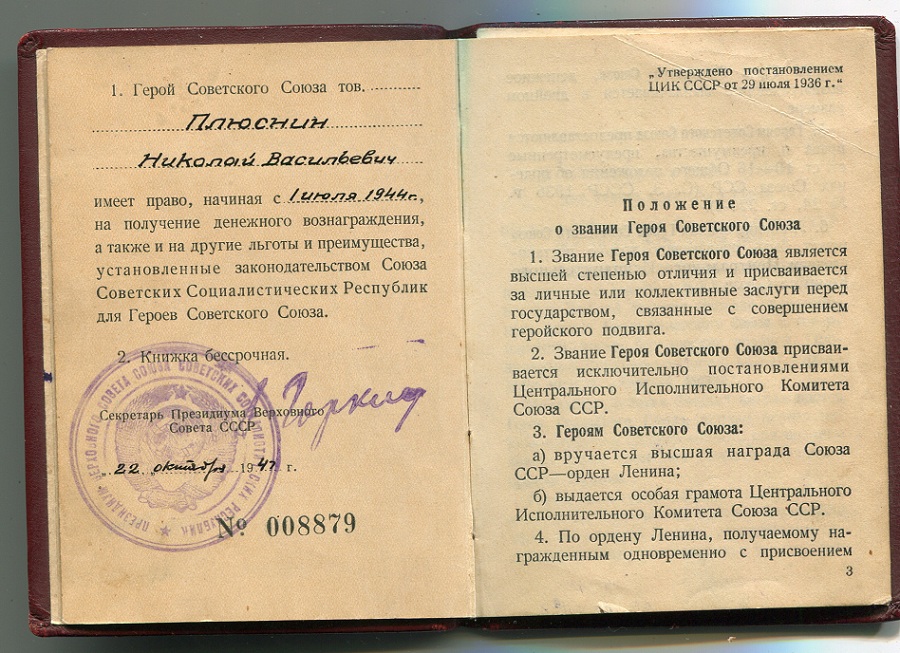 1. Герой Советского Союза тов.
Плюснин
Николай Васильевич
имеет право, начиная с 1 июля 1944 г.,
на получение денежного вознаграждения,
а также и на другие льготы и преимущества,
установленные законодательством Союза
Советских Социалистических Республик
для Героев Советского Союза.
2. Книжка бессрочная.
Секретарь Президиума Верховного
Совета СССР
22 октября 1947 г.
№ 008879
ПРЕЗИДИУМ ВЕРХОВНОГО СОВЕТА СОЮЗА СОВЕТСКИХ
„Утверждено постановлением
ЦИК СССР от 29 июля 1936 г.“
Положение
о звании Героя Советского Союза
1. Звание Героя Советского Союза является
высшей степенью отличия и присваивается
за личные или коллективные заслуги перед
государством, связанные с совершением
геройского подвига.
2. Звание Героя Советского Союза присваи-
вается исключительно постановлениями
Центрального Исполнительного Комитета
Союза ССР.
3. Героям Советского Союза:
а) вручается высшая награда Союза
ССР—орден Ленина;
б) выдается особая грамота Центрального
Исполнительного Комитета Союза ССР.
4. По ордену Ленина, получаемому на-
гражденным одновременно с присвоением
3